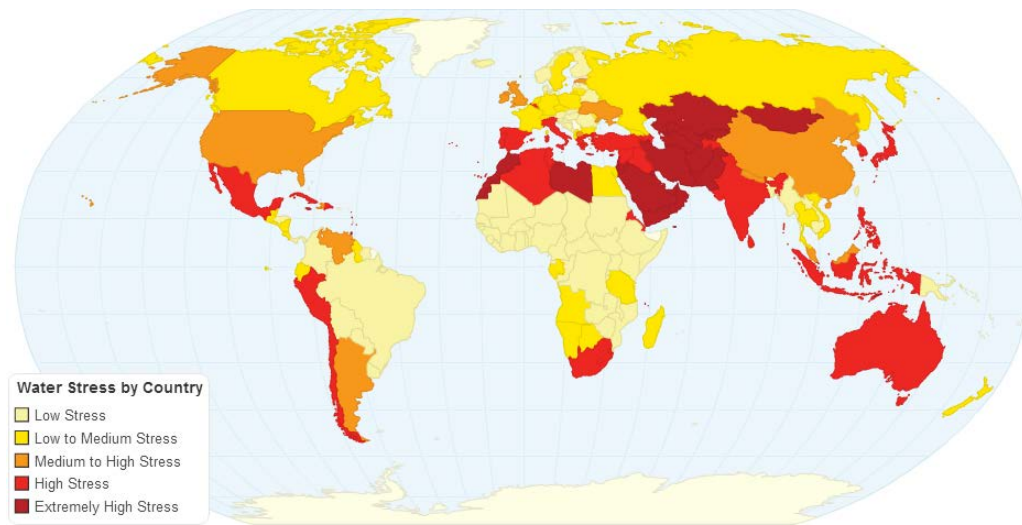 Water Stress by Country
Low Stress
Low to Medium Stress
Medium to High Stress
High Stress
Extremely High Stress